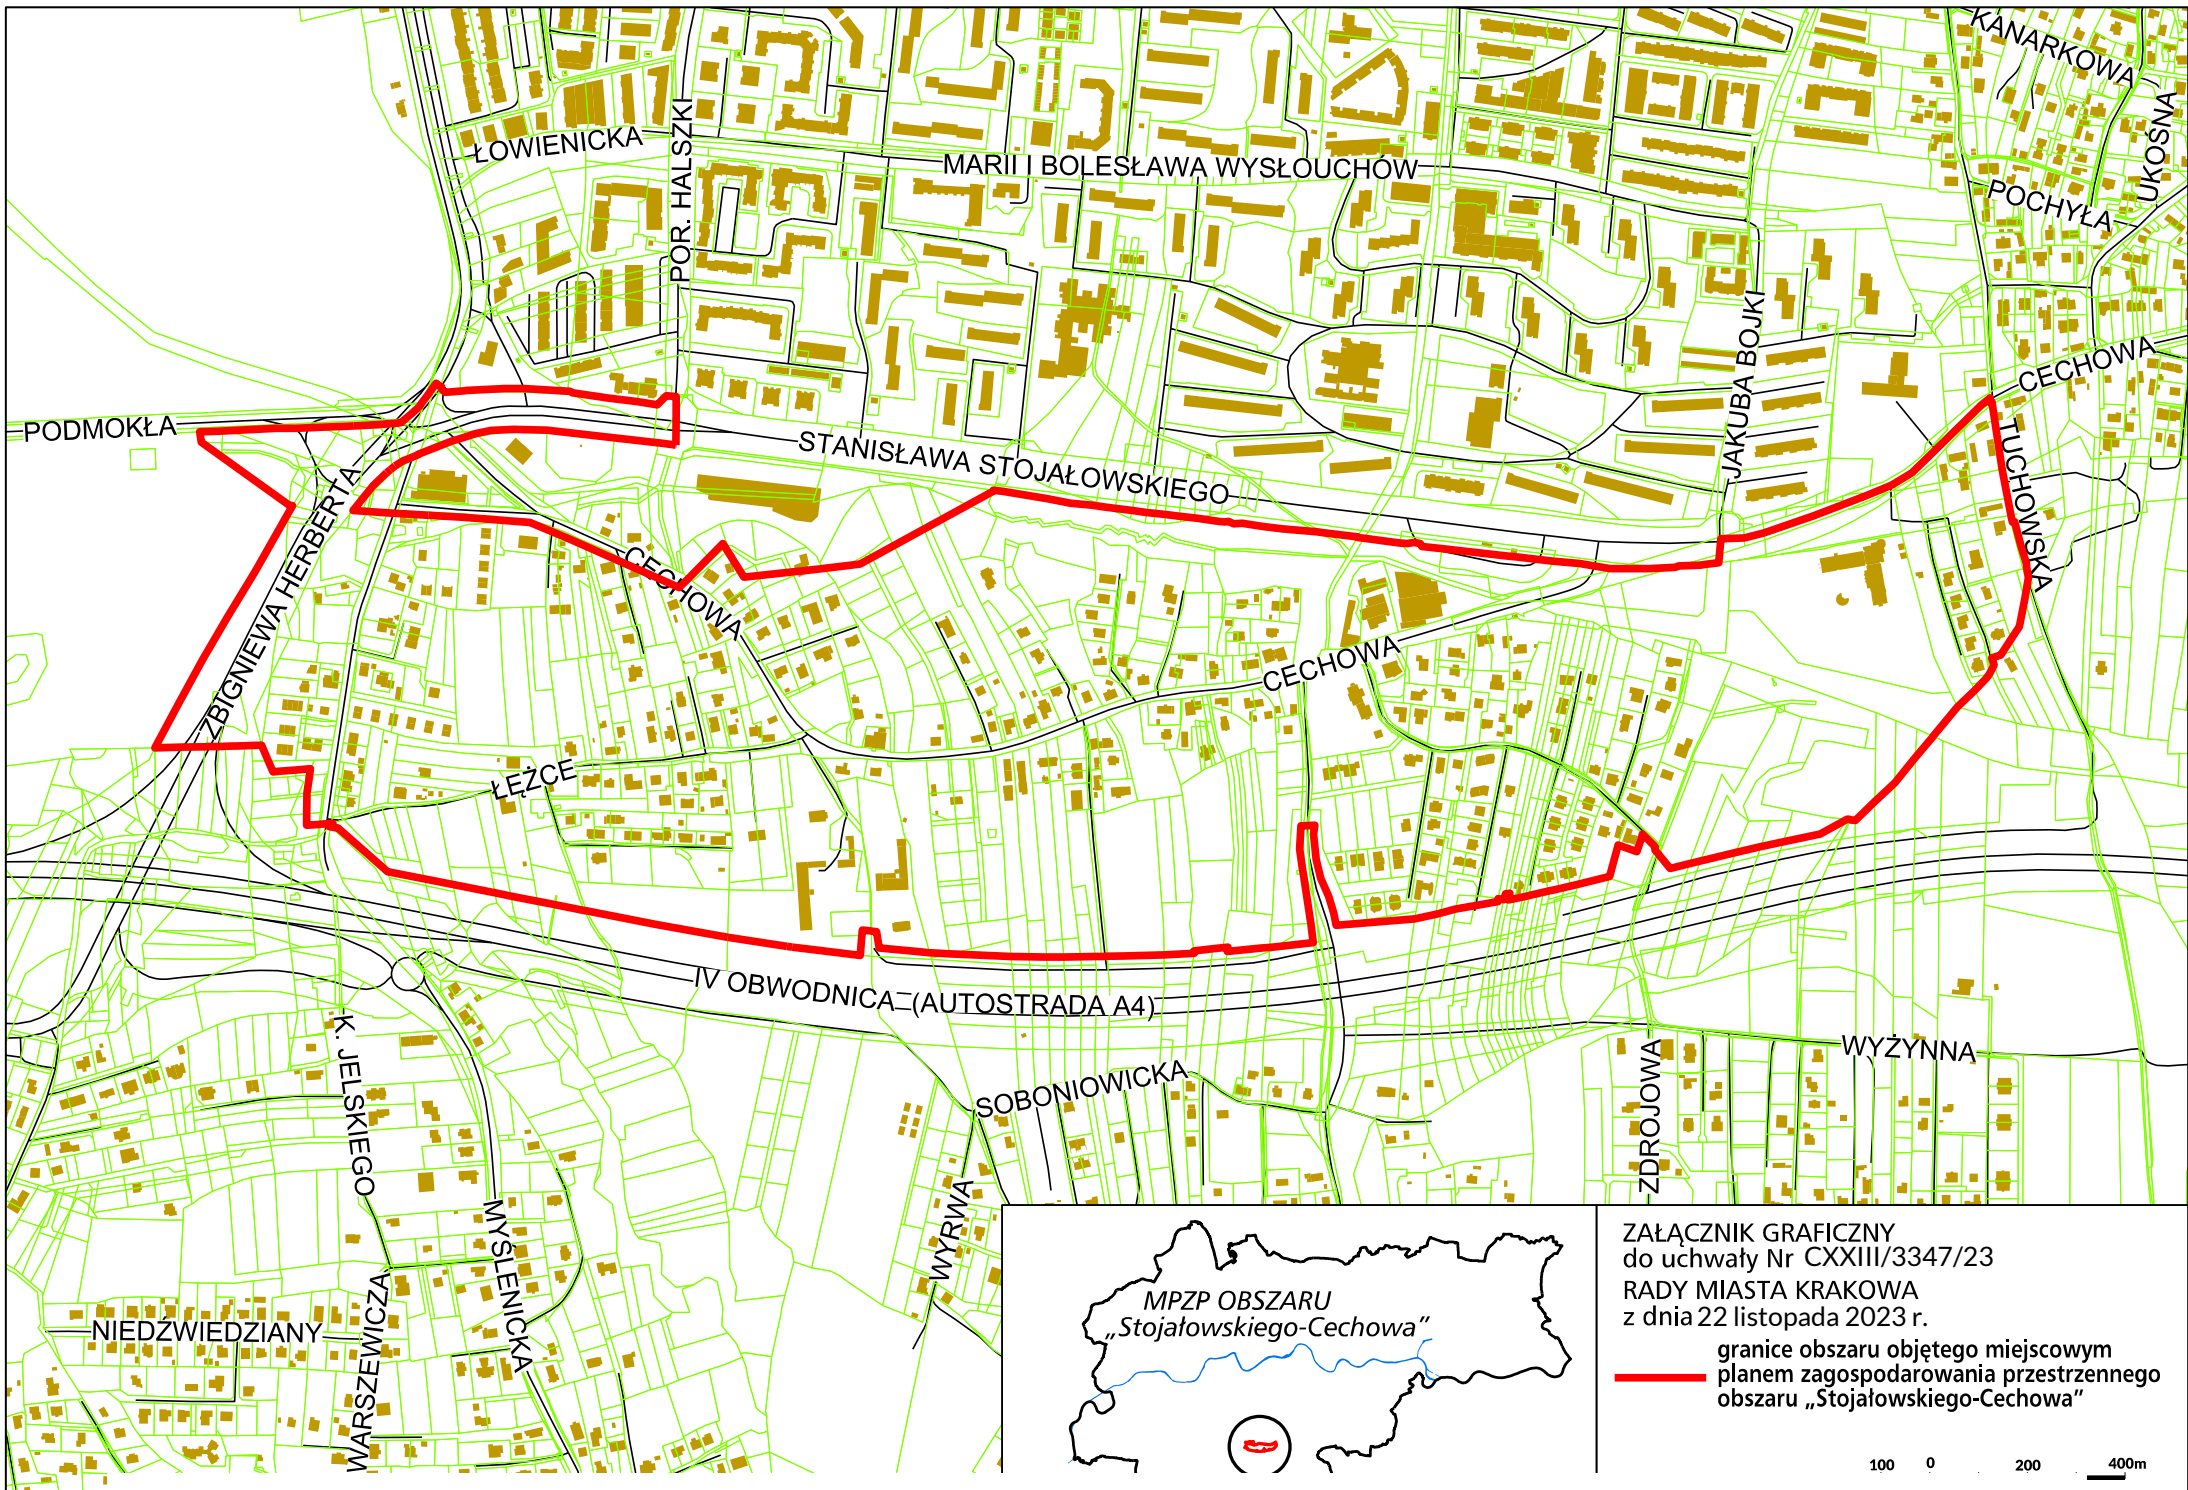 KANARKOWA
UKOŚNA
ŁOWIENICKA
POR. HALSZKI
MARII I BOLESŁAWA WYSŁOUCHÓW
POCHYŁA
JAKUBA BOJKI
CECHOWA
PODMOKŁA
STANISŁAWA STOJAŁOWSKIEGO
TUCHOWSKA
ZBIGNIEWA HERBERTA
CECHOWA
CECHOWA
ŁĘŻCE
IV OBWODNICA (AUTOSTRADA A4)
K. JELSKIEGO
SOBONIOWICKA
ZDROJOWA
WYŻYNNA
MYŚLENICKA
WYRWA
WARSZEWICZA
NIEDŹWIEDZIANY
MPZP OBSZARU
„Stojałowskiego-Cechowa”
ZAŁĄCZNIK GRAFICZNY
do uchwały Nr CXXIII/3347/23
RADY MIASTA KRAKOWA
z dnia 22 listopada 2023 r.
granice obszaru objętego miejscowym
planem zagospodarowania przestrzennego
obszaru „Stojałowskiego-Cechowa”
100 0 200 400m